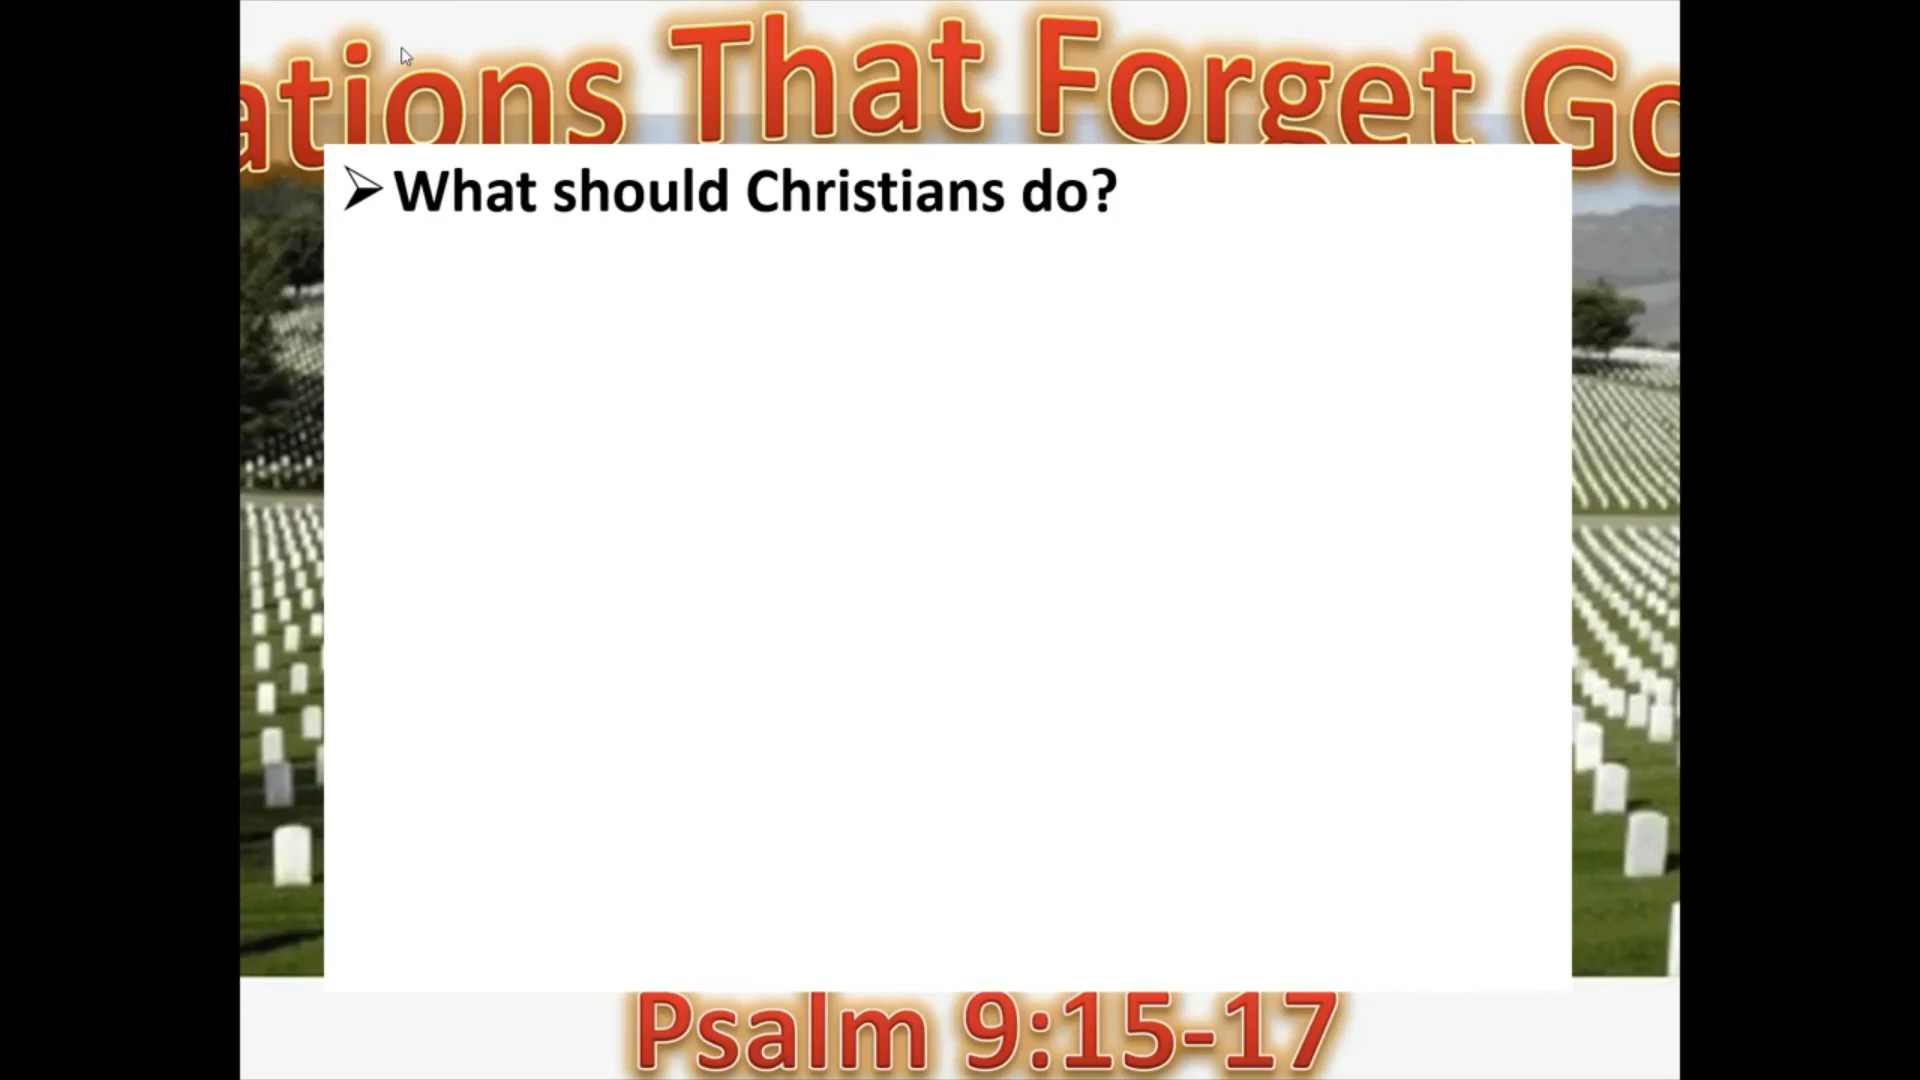 ations That Forget Go
What should Christians do?
Psalm 9:15-17